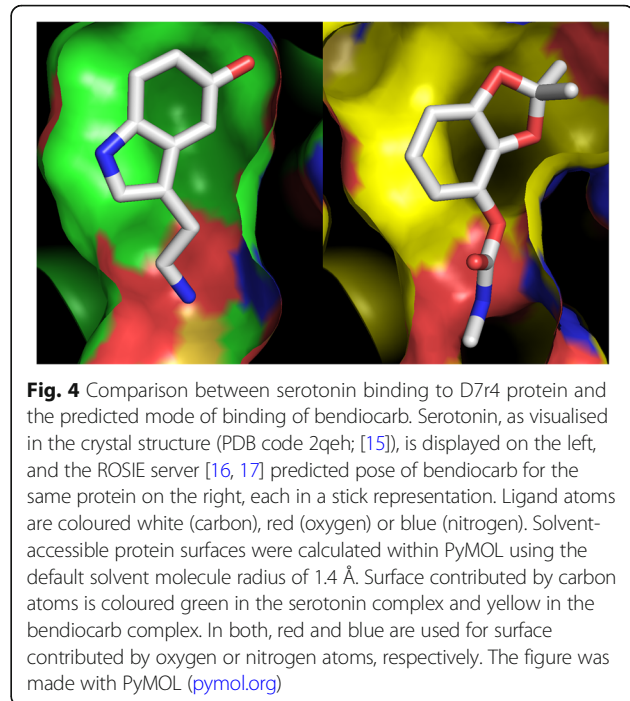 Fig. 4 Comparison between serotonin binding to D7r4 protein and
the predicted mode of binding of bendiocarb. Serotonin, as visualised
in the crystal structure (PDB code 2qeh; [15]), is displayed on the left,
and the ROSIE server [16, 17] predicted pose of bendiocarb for the
same protein on the right, each in a stick representation. Ligand atoms
are coloured white (carbon), red (oxygen) or blue (nitrogen). Solvent-
accessible protein surfaces were calculated within PyMOL using the
default solvent molecule radius of 1.4 Å. Surface contributed by carbon
atoms is coloured green in the serotonin complex and yellow in the
bendiocarb complex. In both, red and blue are used for surface
contributed by oxygen or nitrogen atoms, respectively. The figure was
made with PyMOL (pymol.org)